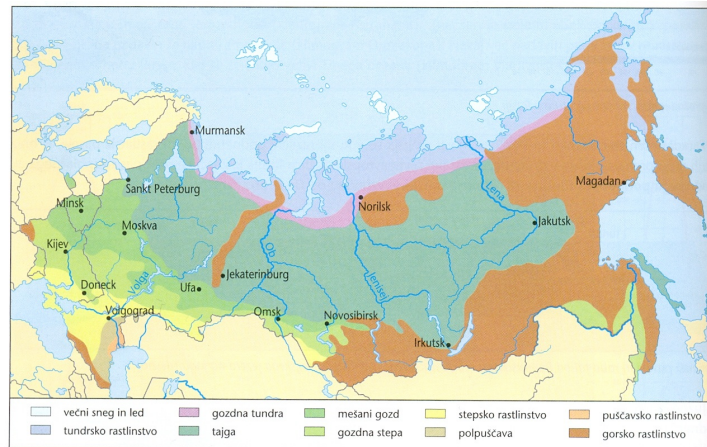 Murmansk
Sankt Peterburg
Minsk
Moskva
Kijev
Doneck
Volga
Volgograd
Ufa
Jekaterinburg
Omsk
Ob
Novosibirsk
Norilsk
Jenisej
Lena
Jakutsk
Magadan
Irkutsk
večni sneg in led
gozdna tundra
mešani gozd
stepsko rastlinstvo
puščavsko rastlinstvo
tundrsko rastlinstvo
tajga
gozdna stepa
polpuščava
gorsko rastlinstvo